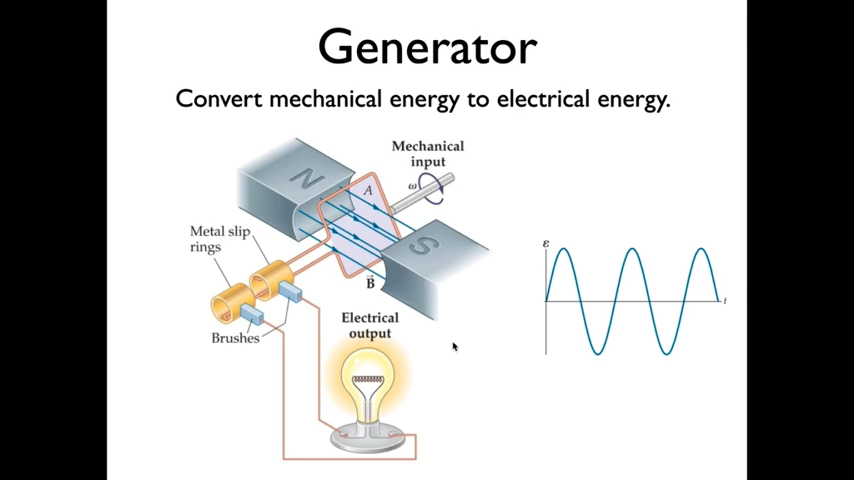 Generator
Convert mechanical energy to electrical energy.
Mechanical
input
N
A
ω
S
Metal slip
rings
B
Brushes
Electrical
output
ε
t